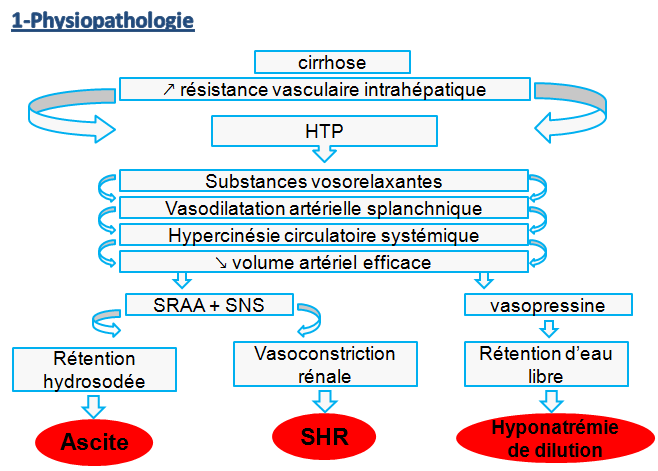 1-Physiopathologie
cirrhose
↗ résistance vasculaire intrahépatique
HTP
Substances vosorelaxantes
Vasodilatation artérielle splanchnique
Hypercinésie circulatoire systémique
↘ volume artériel efficace
SRAA + SNS
vasopressine
Rétention
hydrosodée
Vasoconstriction
rénale
Rétention d'eau
libre
Ascite
SHR
Hyponatrémie
de dilution